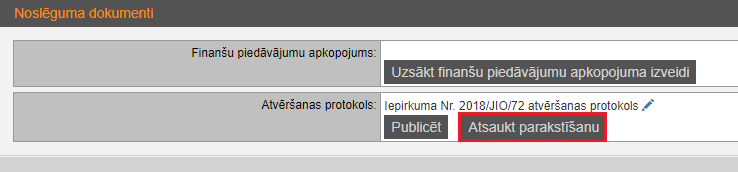 Noslēguma dokumenti
Finanšu piedāvājumu apkopojums:
Uzsākt finanšu piedāvājumu apkopojuma izveidi
Atvēršanas protokols: Iepirkuma Nr. 2018/JIO/72 atvēršanas protokols
Publicēt Atsaukt parakstīšanu